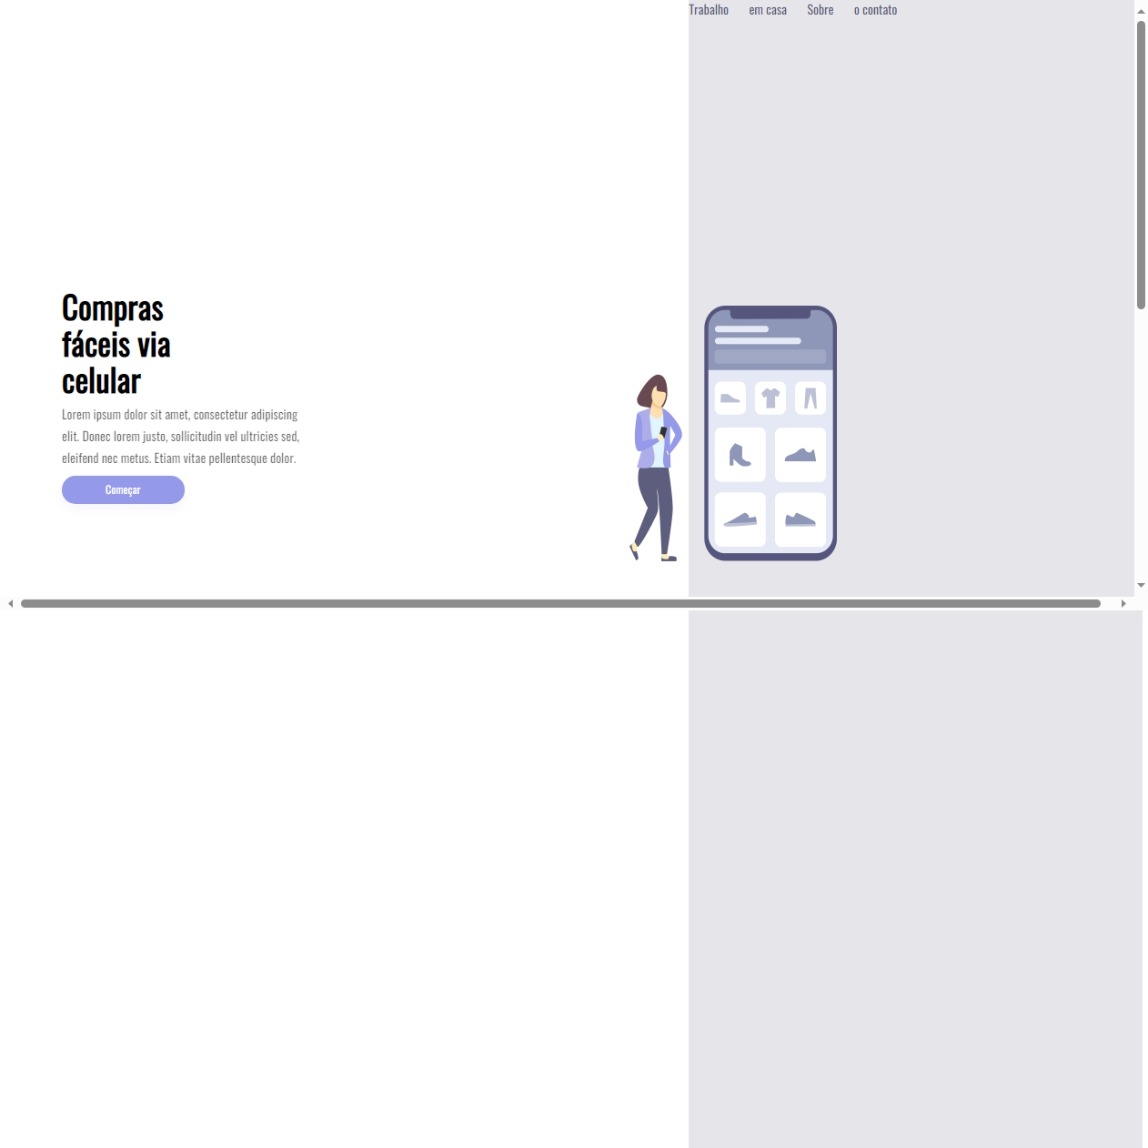 Trabalho em casa Sobre o contato
Compras
fáceis via
celular
Lorem ipsum dolor sit amet, consectetur adipiscing
elit. Donec lorem justo, sollicitudin vel ultricies sed,
eleifend nec metus. Etiam vitae pellentesque dolor.
Começar